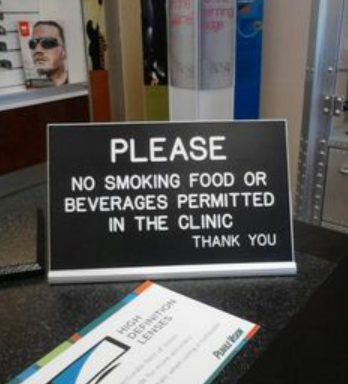 PLEASE
NO SMOKING FOOD OR
BEVERAGES PERMITTED
IN THE CLINIC
THANK YOU
HIGH
DEFINITION
LENSES